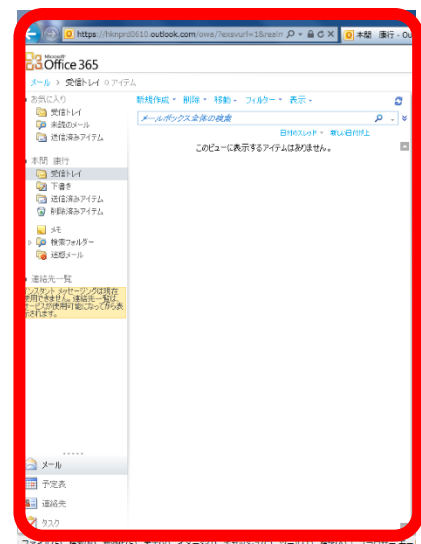 https://hknprd0610.outlook.com/owa/?exsvurl=1&realm
本間 康行 - Ou
Microsoft
Office 365
メール > 受信トレイ 0 アイテム
お気に入り
受信トレイ
未読のメール
送信済みアイテム
本間 康行
受信トレイ
下書き
送信済みアイテム
削除済みアイテム
メモ
検索フォルダー
迷惑メール
連絡先一覧
インスタント メッセージングは現在
使用できません。連絡先一覧は、
サービスが使用可能になってから表
示されます。
新規作成 削除 移動 フィルター 表示
メールボックス全体の検索
日付のスレッド 新しい日付が上
このビューに表示するアイテムはありません。
メール
予定表
連絡先
タスク